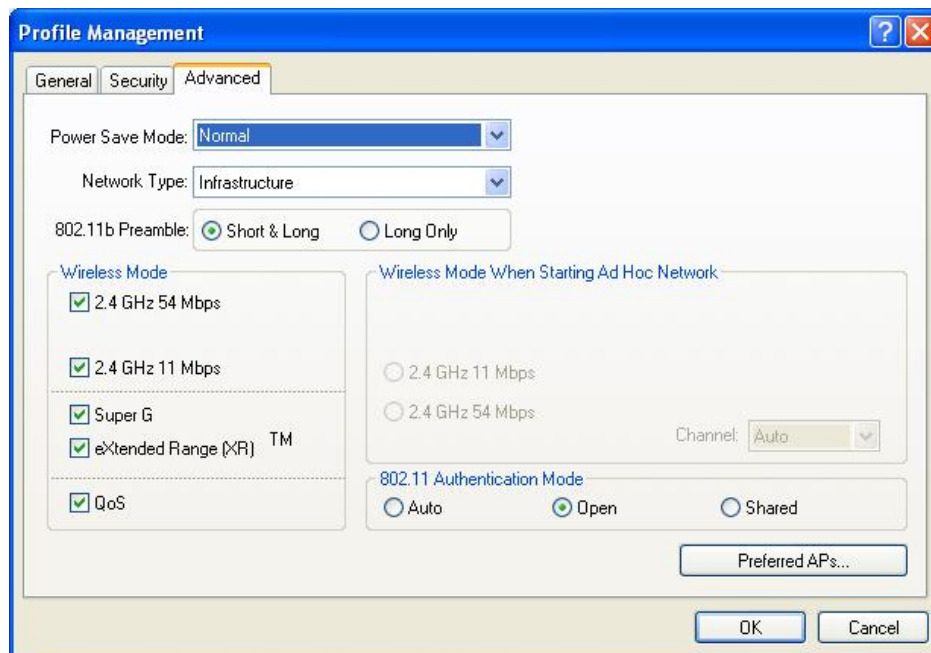 Profile Management
General Security Advanced
Power Save Mode: Normal
Network Type: Infrastructure
802.11b Preamble: Short & Long Long Only
Wireless Mode
2.4 GHz 54 Mbps
2.4 GHz 11 Mbps
Super G
eXtended Range (XR) TM
QoS
Wireless Mode When Starting Ad Hoc Network
2.4 GHz 11 Mbps
2.4 GHz 54 Mbps
Channel: Auto
802.11 Authentication Mode
Auto Open Shared
Preferred APs...
OK Cancel